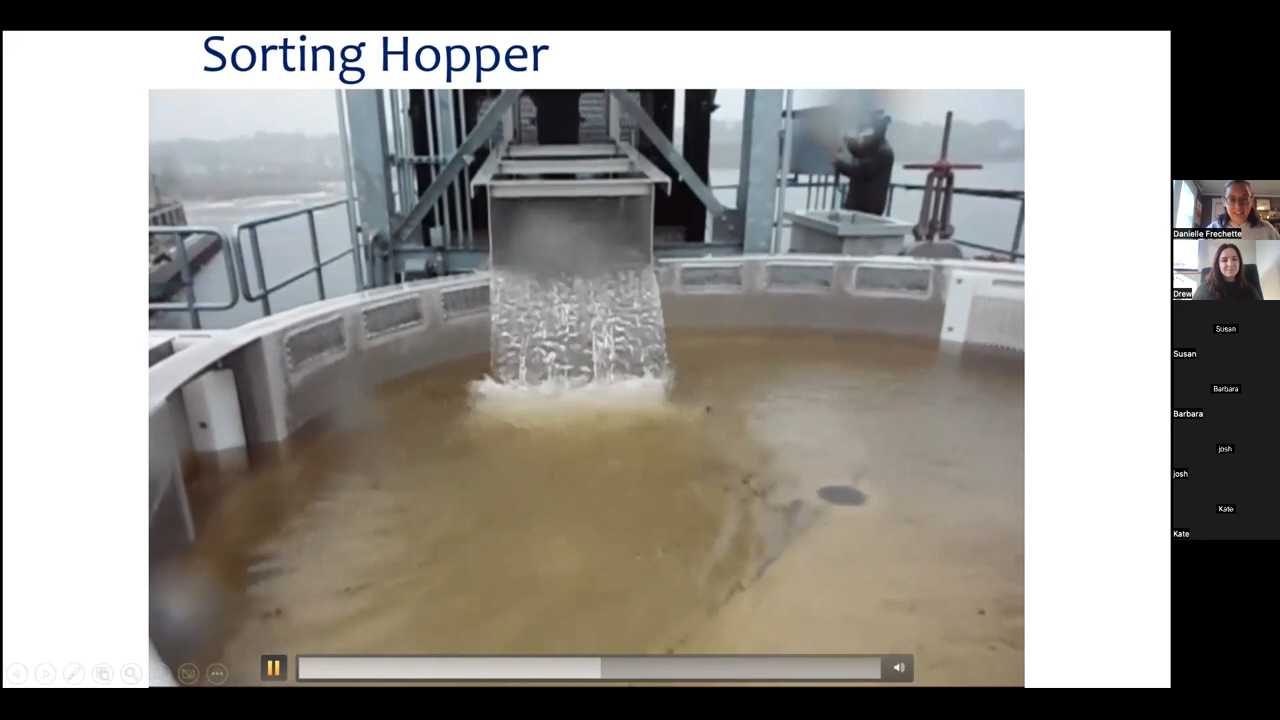 Sorting Hopper
Danielle Frechette
Drew
Susan
Susan
Barbara
Barbara
josh
josh
Kate
Kate